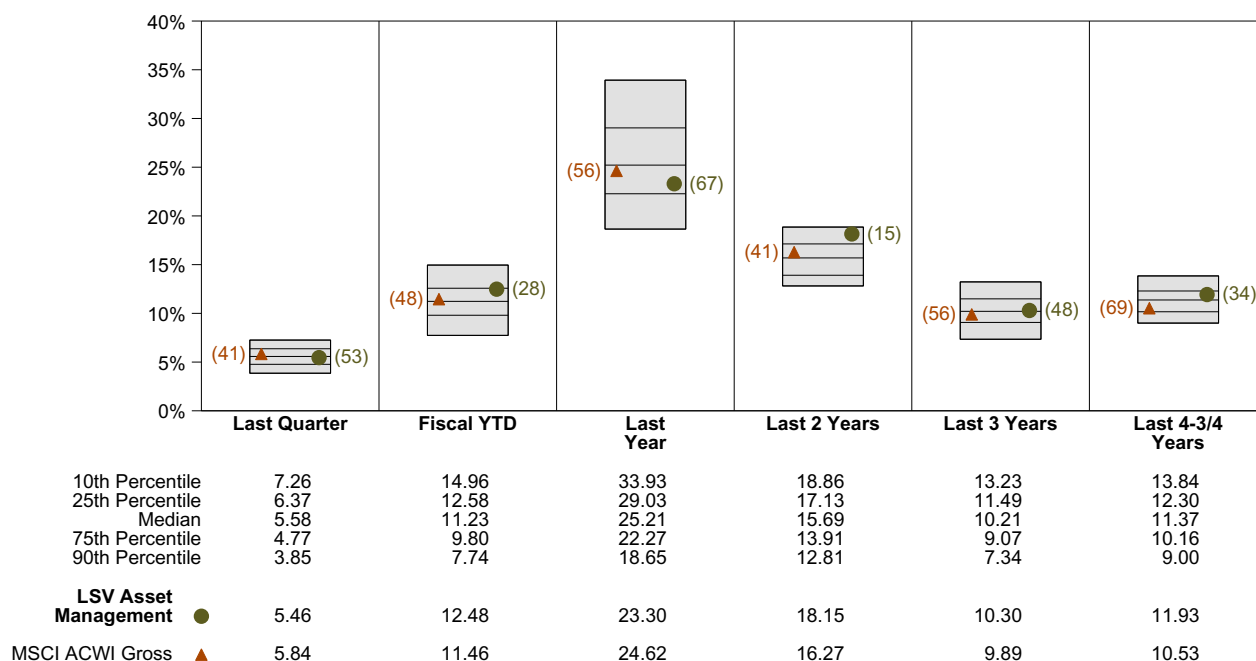 40%
35%
30%
25%
20%
15%
10%
5%
0%
(41) (53)
(48) (28)
(56) (67)
(41) (15)
(56) (48)
(69) (34)
Last Quarter Fiscal YTD Last Year Last 2 Years Last 3 Years Last 4-3/4 Years
10th Percentile 7.26 14.96 33.93 18.86 13.23 13.84
25th Percentile 6.37 12.58 29.03 17.13 11.49 12.30
Median 5.58 11.23 25.21 15.69 10.21 11.37
75th Percentile 4.77 9.80 22.27 13.91 9.07 10.16
90th Percentile 3.85 7.74 18.65 12.81 7.34 9.00
LSV Asset
Management 5.46 12.48 23.30 18.15 10.30 11.93
MSCI ACWI Gross 5.84 11.46 24.62 16.27 9.89 10.53